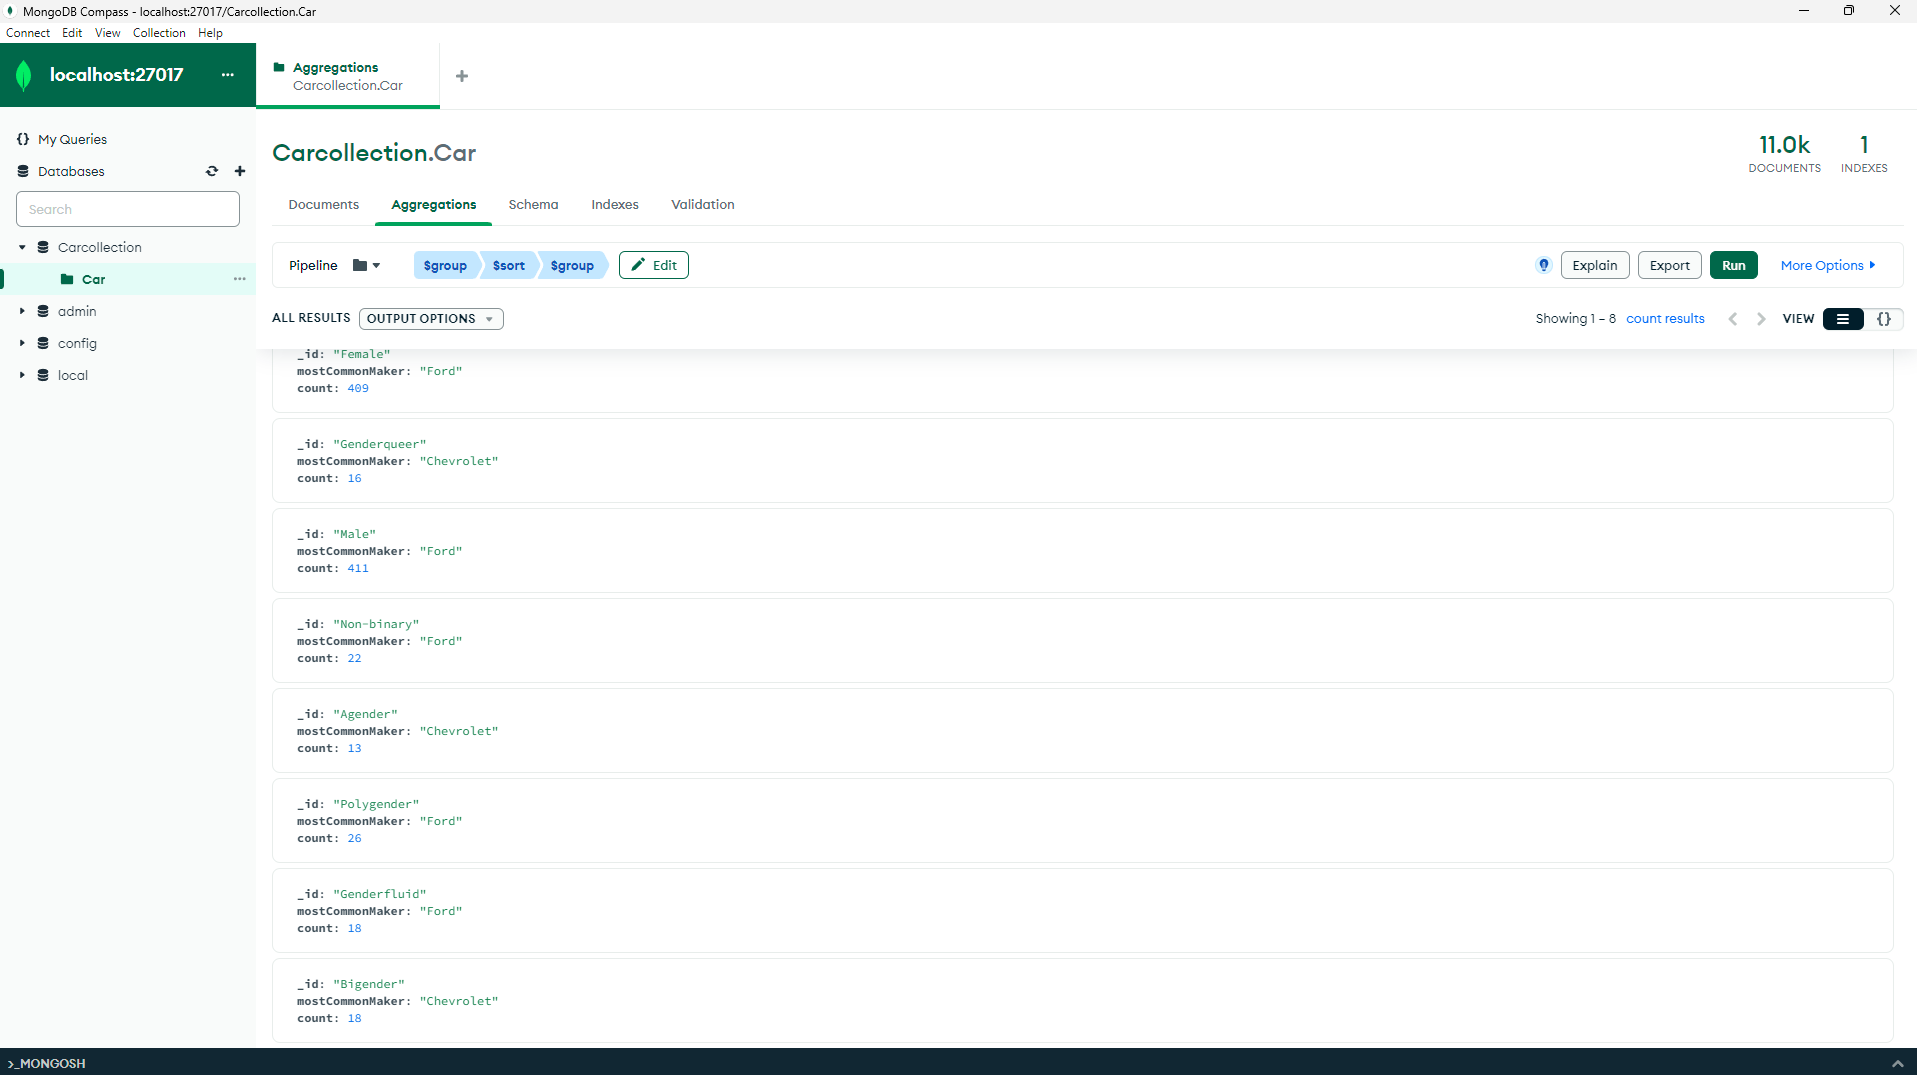 MongoDB Compass - localhost:27017/Carcollection.Car
Connect Edit View Collection Help
localhost:27017 ...
Aggregations
Carcollection.Car
{} My Queries
Databases
Search
Carcollection
Car ...
admin
config
local
Carcollection.Car
11.0k
DOCUMENTS
1
INDEXES
Documents Aggregations Schema Indexes Validation
Pipeline $group $sort $group Edit Explain Export Run More Options
ALL RESULTS OUTPUT OPTIONS Showing 1 – 8 count results VIEW {}
_id: "Female"
mostCommonMaker: "Ford"
count: 409
_id: "Genderqueer"
mostCommonMaker: "Chevrolet"
count: 16
_id: "Male"
mostCommonMaker: "Ford"
count: 411
_id: "Non-binary"
mostCommonMaker: "Ford"
count: 22
_id: "Agender"
mostCommonMaker: "Chevrolet"
count: 13
_id: "Polygender"
mostCommonMaker: "Ford"
count: 26
_id: "Genderfluid"
mostCommonMaker: "Ford"
count: 18
_id: "Bigender"
mostCommonMaker: "Chevrolet"
count: 18
>_MONGOSH